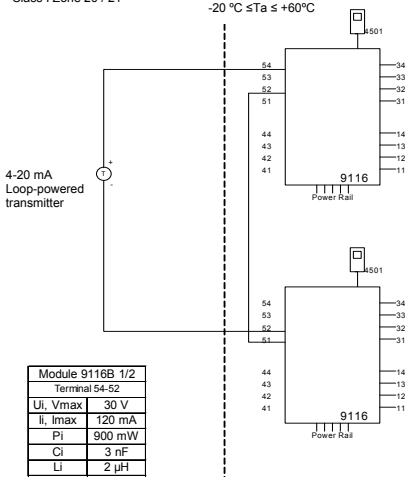 Class I Zone 20 / 21
-20 ºC ≤Ta ≤ +60ºC
4501
54
53
52
51
44
43
42
41
34
33
32
31
14
13
12
11
9116
Power Rail
4-20 mA
Loop-powered
transmitter
+
T
-
4501
54
53
52
51
44
43
42
41
34
33
32
31
14
13
12
11
9116
Power Rail
Module 9116B 1/2
Terminal 54-52
Ui, Vmax 30 V
Ii, Imax 120 mA
Pi 900 mW
Ci 3 nF
Li 2 µH